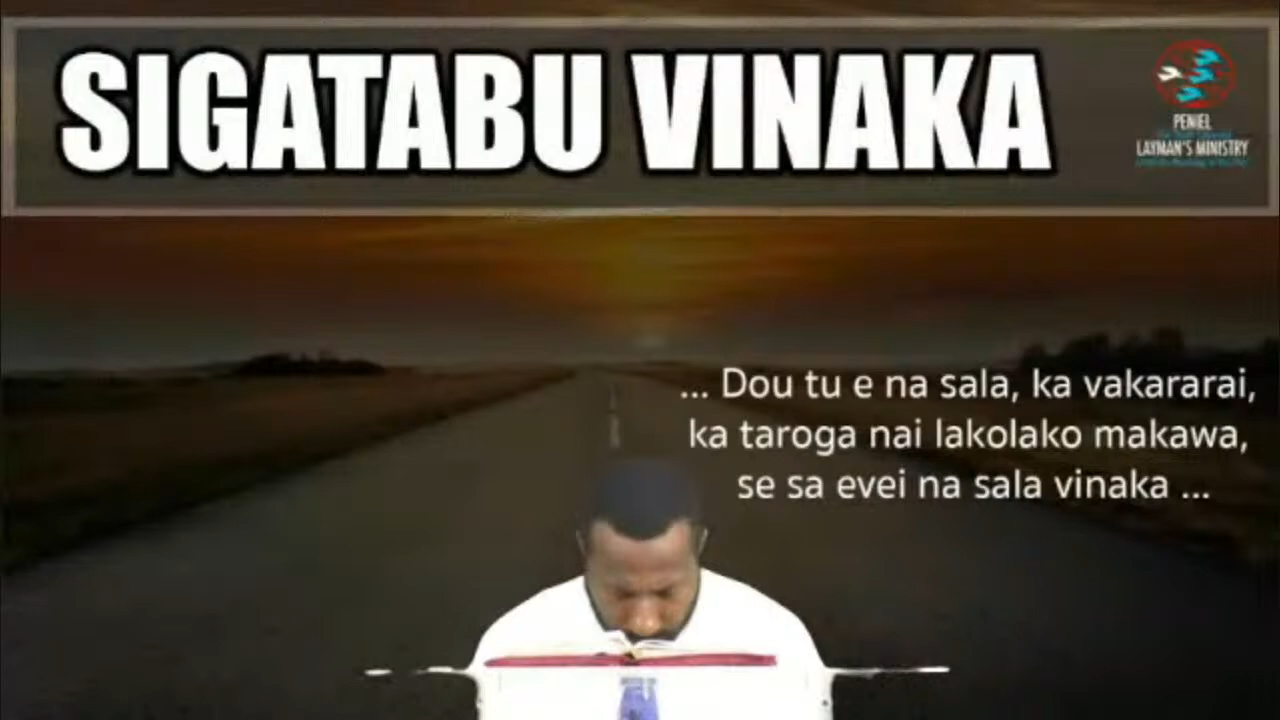 SIGATABU VINAKA
PENIEL
LAYMAN'S MINISTRY
... Dou tu e na sala, ka vakararai,
ka taroga nai lakolako makawa,
se sa evei na sala vinaka ...